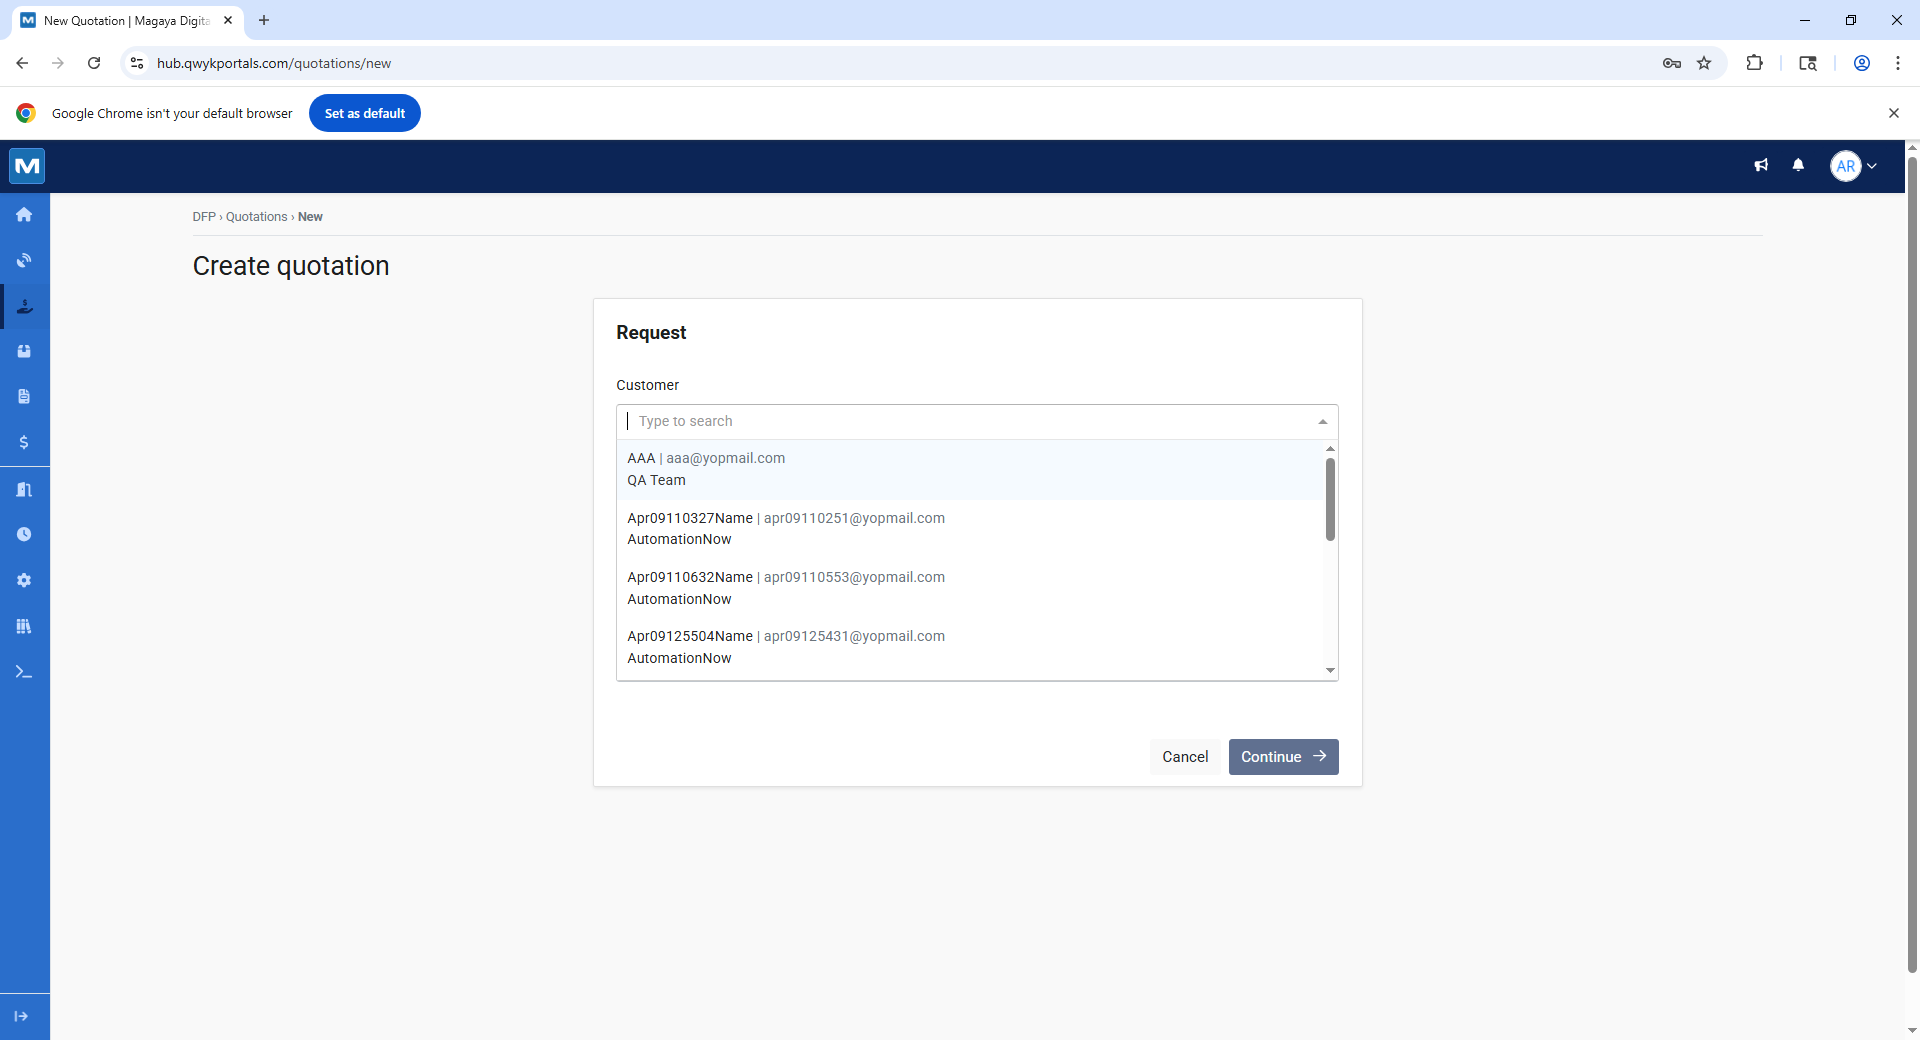 New Quotation | Magaya Digita
hub.qwykportals.com/quotations/new
Google Chrome isn't your default browser
Set as default
M
AR
DFP › Quotations › New
Create quotation
Request
Customer
Type to search
AAA | aaa@yopmail.com
QA Team
Apr09110327Name | apr09110251@yopmail.com
AutomationNow
Apr09110632Name | apr09110553@yopmail.com
AutomationNow
Apr09125504Name | apr09125431@yopmail.com
AutomationNow
Cancel
Continue